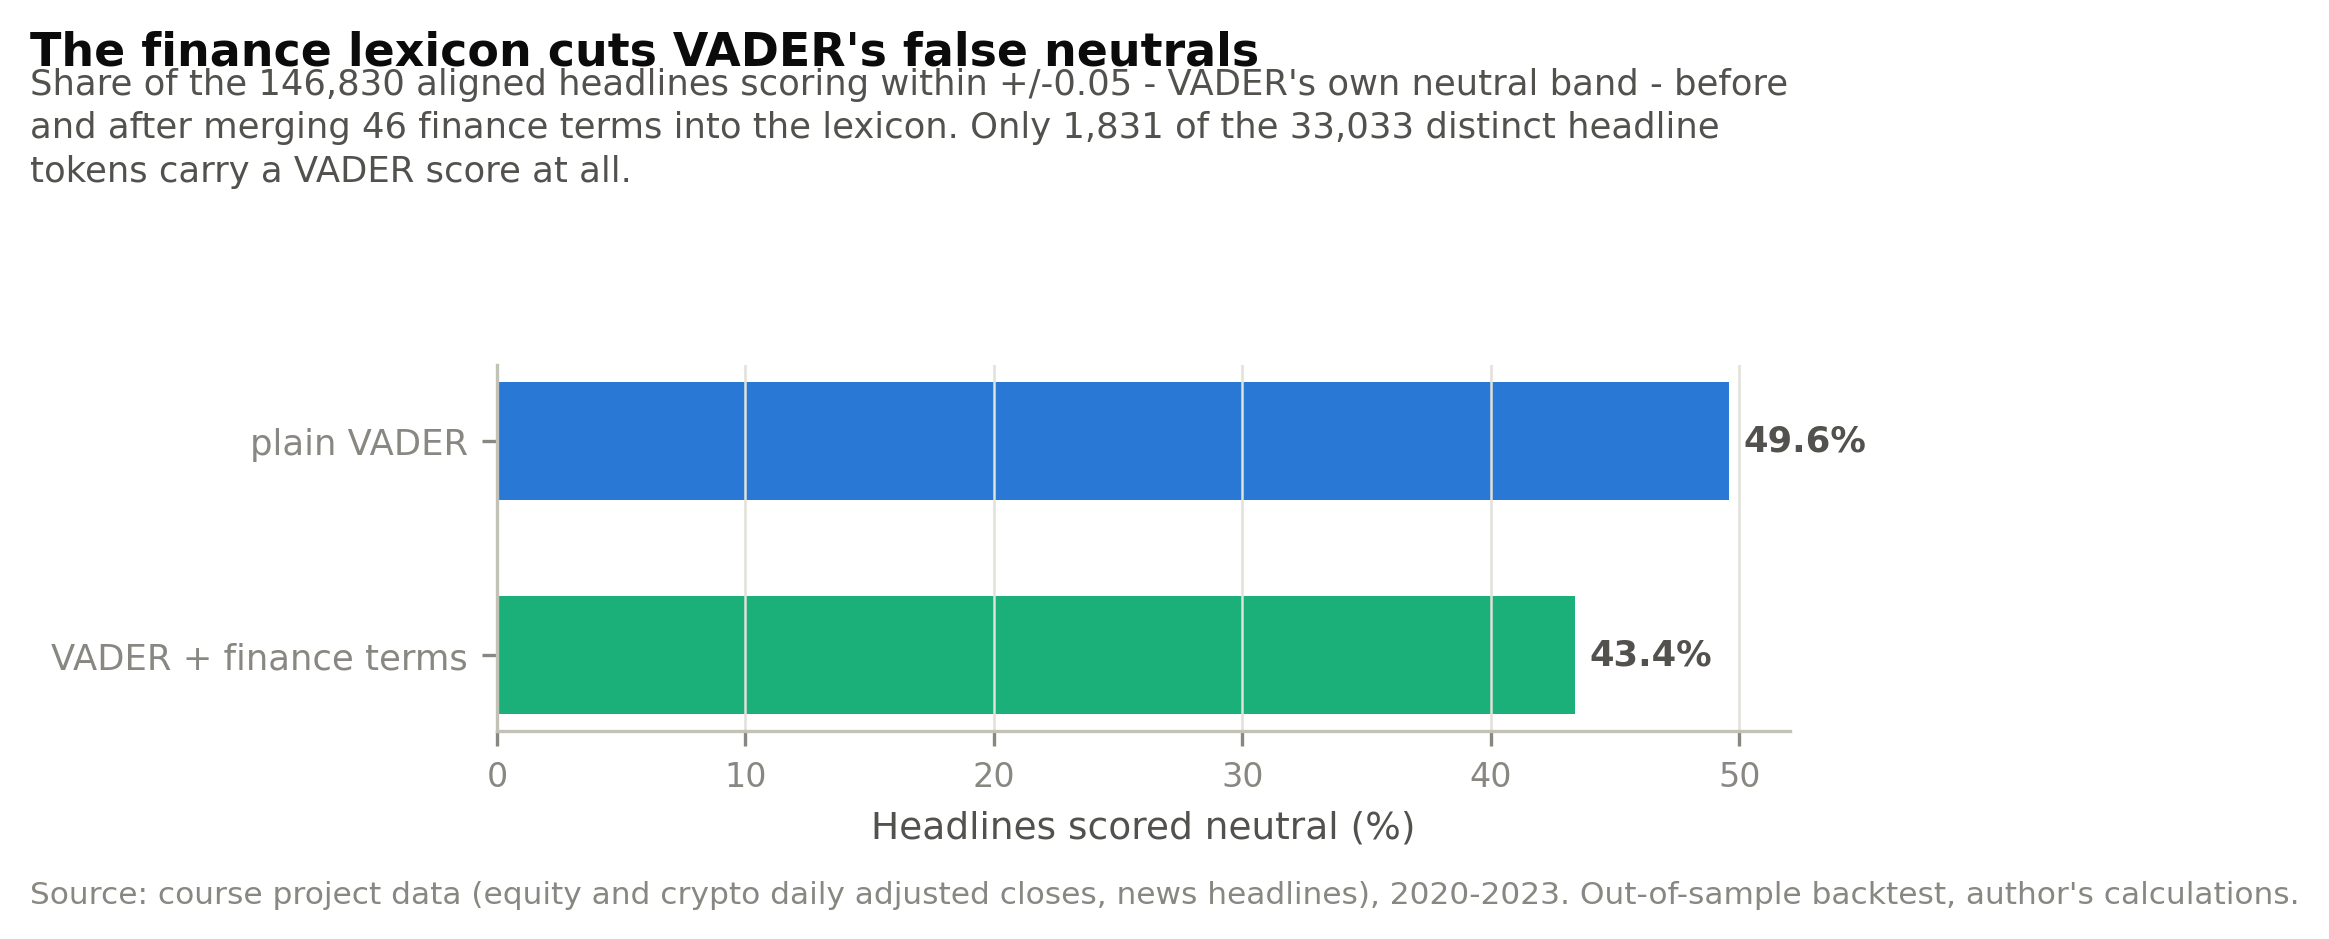 The finance lexicon cuts VADER's false neutrals
Share of the 146,830 aligned headlines scoring within +/-0.05 - VADER's own neutral band - before
and after merging 46 finance terms into the lexicon. Only 1,831 of the 33,033 distinct headline
tokens carry a VADER score at all.
plain VADER
49.6%
VADER + finance terms
43.4%
0 10 20 30 40 50
Headlines scored neutral (%)
Source: course project data (equity and crypto daily adjusted closes, news headlines), 2020-2023. Out-of-sample backtest, author's calculations.